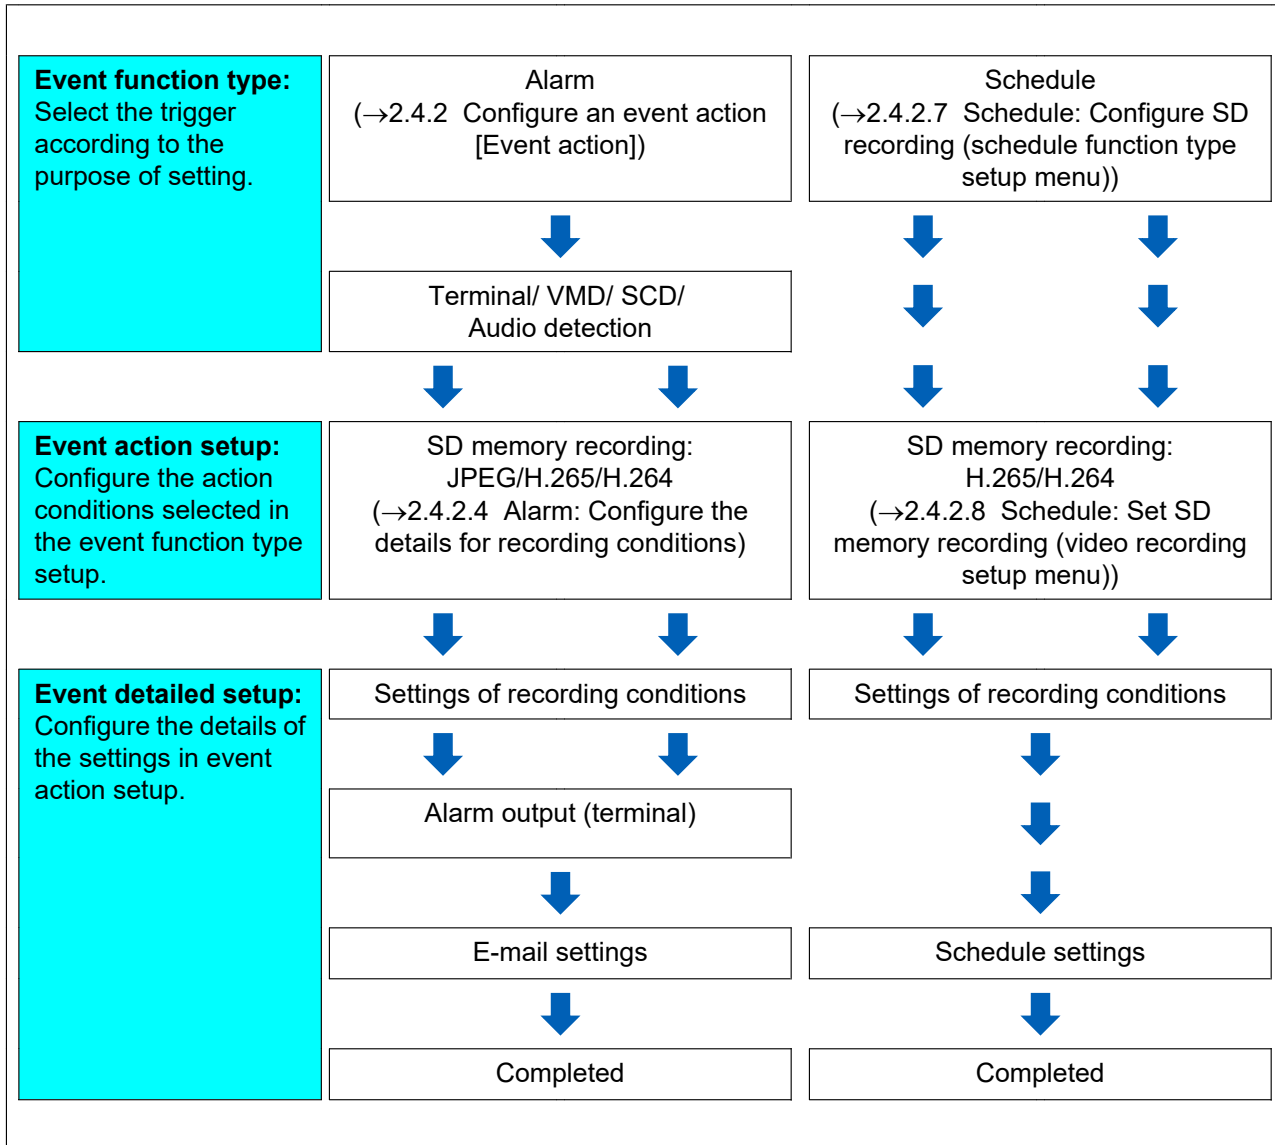 Event function type:
Select the trigger
according to the
purpose of setting.
Alarm
(→2.4.2 Configure an event action
[Event action])
Schedule
(→2.4.2.7 Schedule: Configure SD
recording (schedule function type
setup menu))
Terminal/ VMD/ SCD/
Audio detection
Event action setup:
Configure the action
conditions selected in
the event function type
setup.
SD memory recording:
JPEG/H.265/H.264
(→2.4.2.4 Alarm: Configure the
details for recording conditions)
SD memory recording:
H.265/H.264
(→2.4.2.8 Schedule: Set SD
memory recording (video recording
setup menu))
Event detailed setup:
Configure the details of
the settings in event
action setup.
Settings of recording conditions
Settings of recording conditions
Alarm output (terminal)
E-mail settings
Schedule settings
Completed
Completed